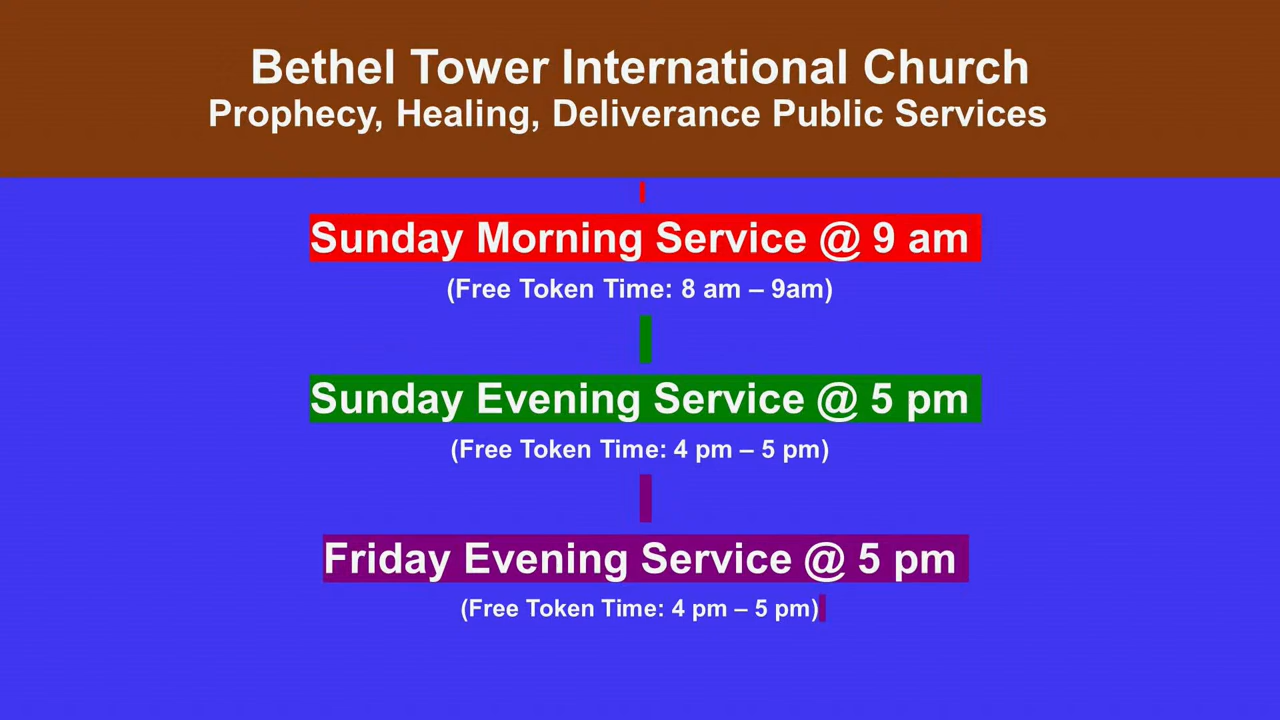 Bethel Tower International Church
Prophecy, Healing, Deliverance Public Services
Sunday Morning Service @ 9 am
(Free Token Time: 8 am – 9am)
Sunday Evening Service @ 5 pm
(Free Token Time: 4 pm – 5 pm)
Friday Evening Service @ 5 pm
(Free Token Time: 4 pm – 5 pm)